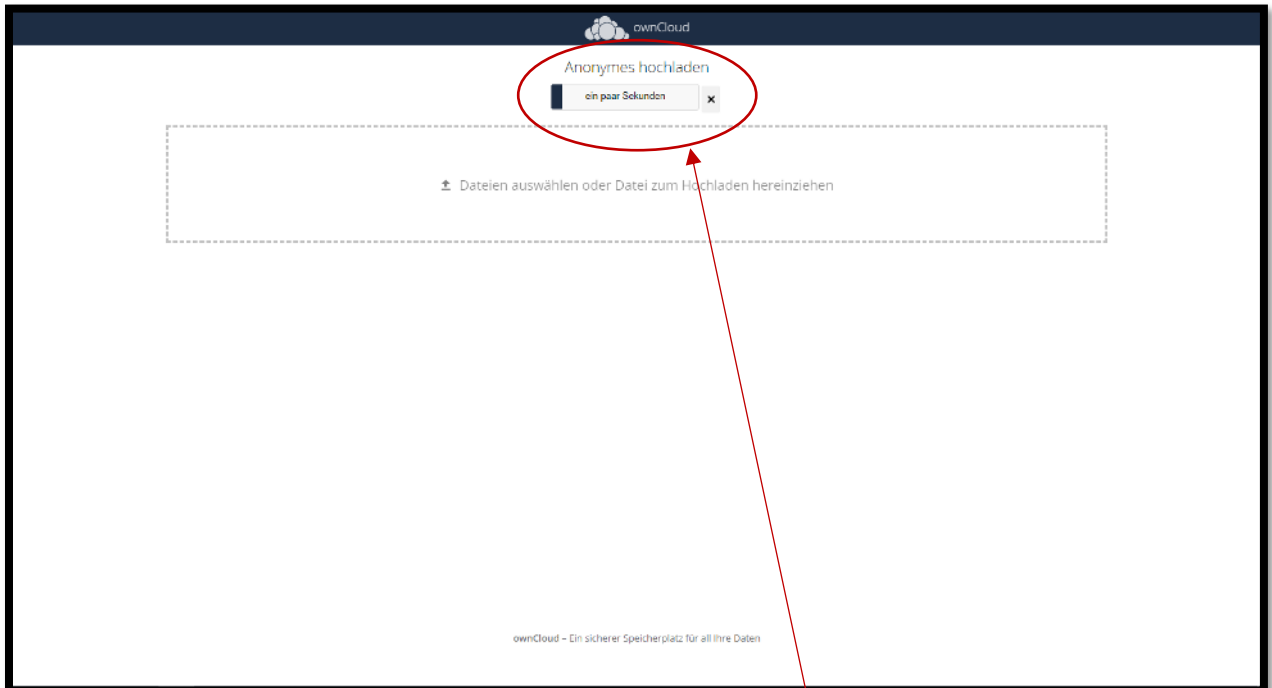 ownCloud
Anonymes hochladen
ein paar Sekunden
Dateien auswählen oder Datei zum Hochladen hereinziehen
ownCloud – Ein sicherer Speicherplatz für all Ihre Daten